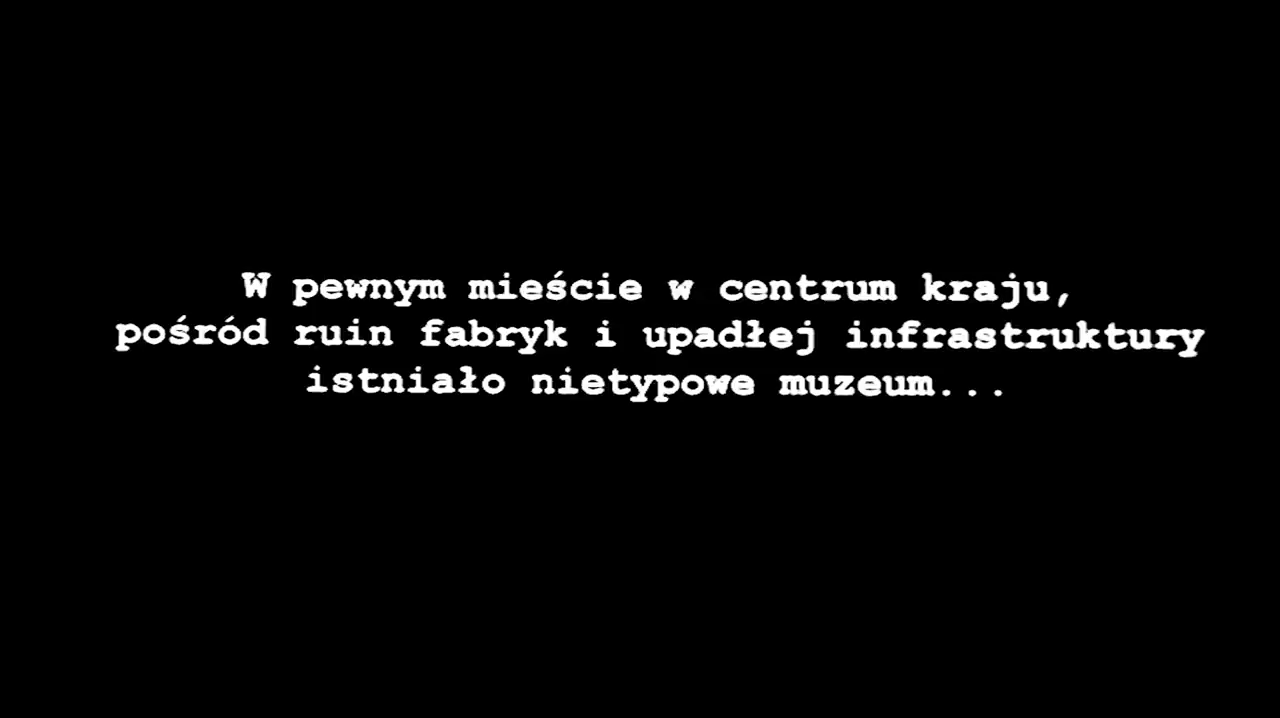 W pewnym mieście w centrum kraju,
pośród ruin fabryk i upadłej infrastruktury
istniało nietypowe muzeum...